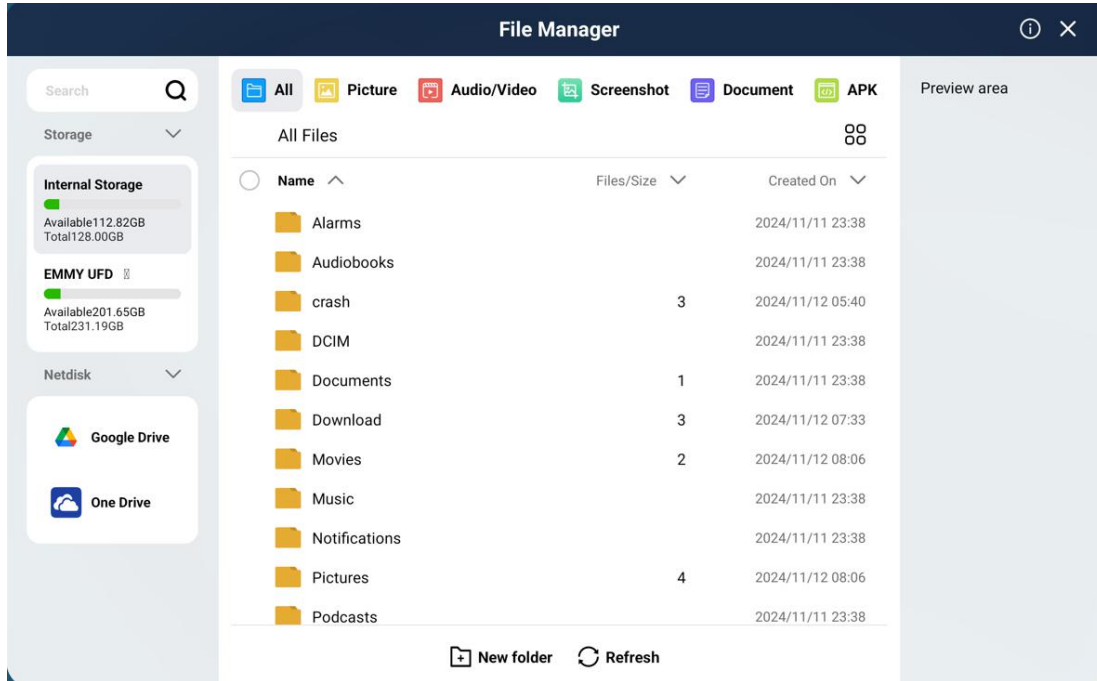 File Manager
Search
Storage
Internal Storage
Available112.82GB
Total128.00GB
EMMY UFD
Available201.65GB
Total231.19GB
Netdisk
Google Drive
One Drive
All Picture Audio/Video Screenshot Document APK
All Files
Name Files/Size Created On
Alarms 2024/11/11 23:38
Audiobooks 2024/11/11 23:38
crash 3 2024/11/12 05:40
DCIM 2024/11/11 23:38
Documents 1 2024/11/11 23:38
Download 3 2024/11/12 07:33
Movies 2 2024/11/12 08:06
Music 2024/11/11 23:38
Notifications 2024/11/11 23:38
Pictures 4 2024/11/12 08:06
Podcasts 2024/11/11 23:38
New folder Refresh
Preview area